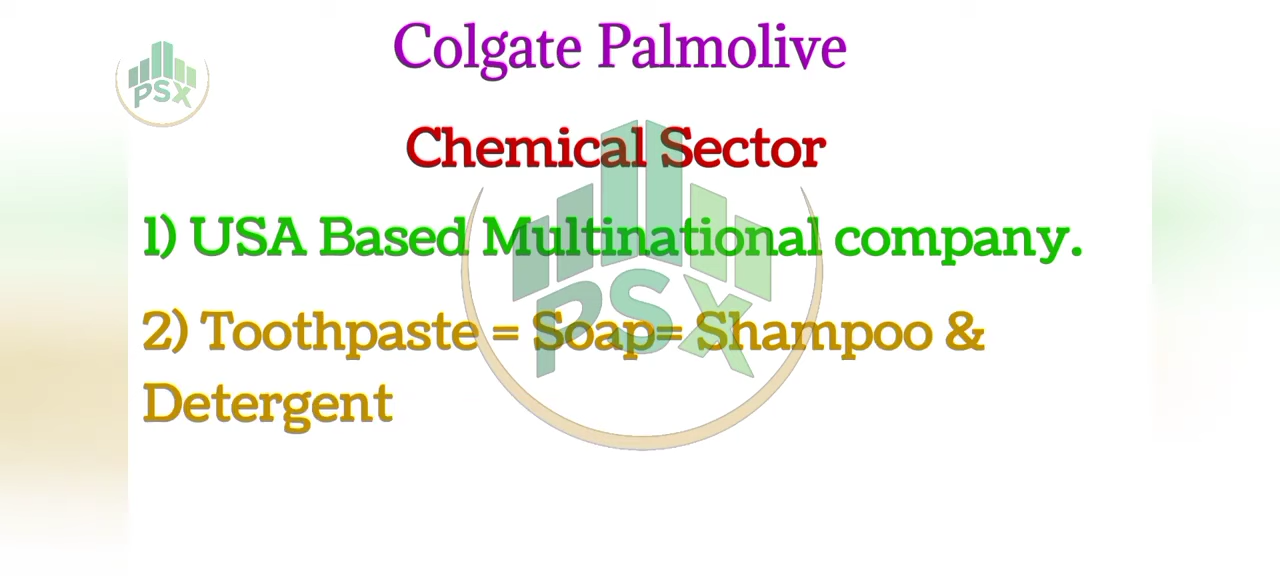 Colgate Palmolive
PSX
Chemical Sector
1) USA Based Multinational company.
2) Toothpaste = Soap= Shampoo &
PSX
Detergent